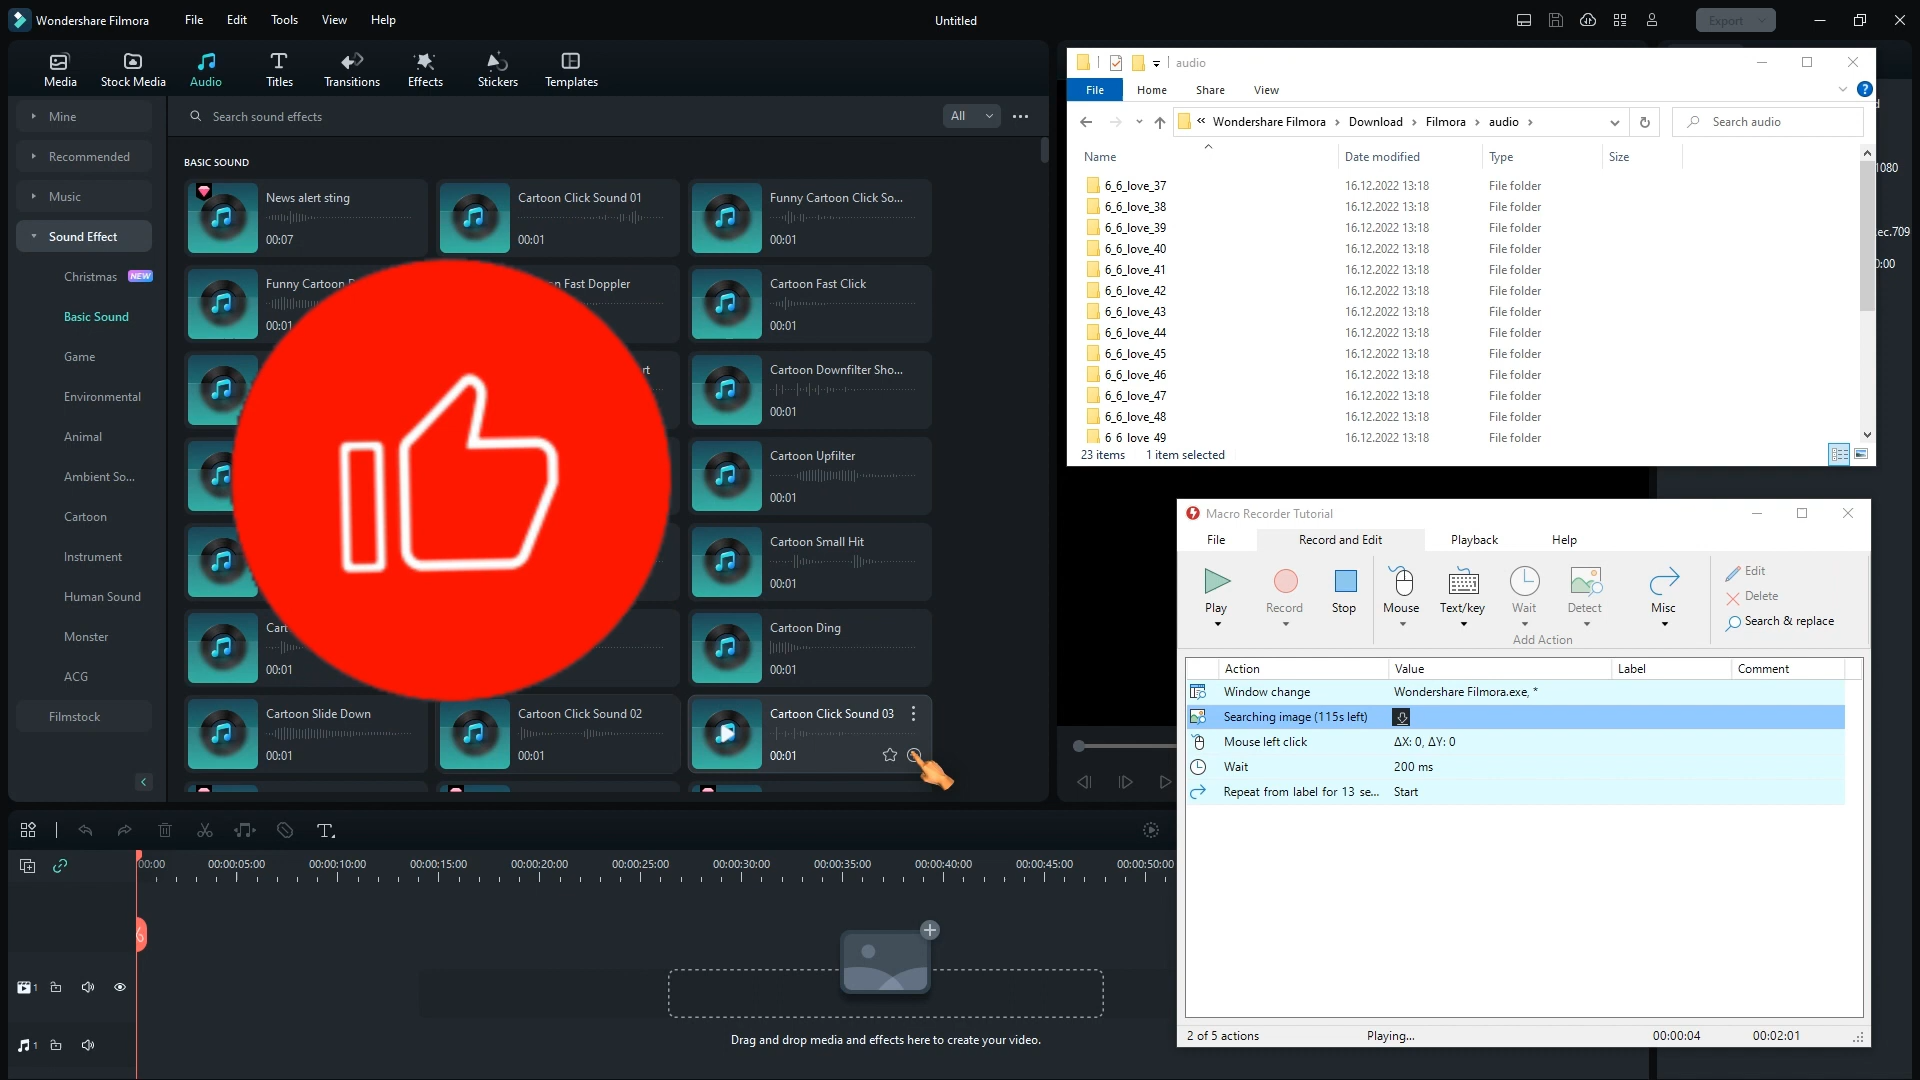 Wondershare Filmora
File Edit Tools View Help
Untitled
Export
Media
Stock Media
Audio
Titles
Transitions
Effects
Stickers
Templates
Mine
Recommended
Music
Sound Effect
Christmas NEW
Basic Sound
Game
Environmental
Animal
Ambient So...
Cartoon
Instrument
Human Sound
Monster
ACG
Filmstock
Search sound effects
All
BASIC SOUND
News alert sting
00:07
Cartoon Click Sound 01
00:01
Funny Cartoon Click So...
00:01
Funny Cartoon
00:01
Fast Doppler
Cartoon Fast Click
00:01
Cartoon Downfilter Sho...
00:01
Cartoon Upfilter
00:01
Cartoon Small Hit
00:01
00:01
Cartoon Ding
00:01
Cartoon Slide Down
00:01
Cartoon Click Sound 02
00:01
Cartoon Click Sound 03
00:01
audio
File Home Share View
« Wondershare Filmora › Download › Filmora › audio ›
Search audio
Name Date modified Type Size
6_6_love_37 16.12.2022 13:18 File folder
6_6_love_38 16.12.2022 13:18 File folder
6_6_love_39 16.12.2022 13:18 File folder
6_6_love_40 16.12.2022 13:18 File folder
6_6_love_41 16.12.2022 13:18 File folder
6_6_love_42 16.12.2022 13:18 File folder
6_6_love_43 16.12.2022 13:18 File folder
6_6_love_44 16.12.2022 13:18 File folder
6_6_love_45 16.12.2022 13:18 File folder
6_6_love_46 16.12.2022 13:18 File folder
6_6_love_47 16.12.2022 13:18 File folder
6_6_love_48 16.12.2022 13:18 File folder
6_6_love_49 16.12.2022 13:18 File folder
23 items 1 item selected
1080
ec.709
0:00
Macro Recorder Tutorial
File Record and Edit Playback Help
Play
Record
Stop
Mouse
Text/key
Wait
Detect
Misc
Add Action
Edit
Delete
Search & replace
Action Value Label Comment
Window change Wondershare Filmora.exe, *
Searching image (115s left)
Mouse left click ΔX: 0, ΔY: 0
Wait 200 ms
Repeat from label for 13 se... Start
2 of 5 actions Playing... 00:00:04 00:02:01
00:00 00:00:05:00 00:00:10:00 00:00:15:00 00:00:20:00 00:00:25:00 00:00:30:00 00:00:35:00 00:00:40:00 00:00:45:00 00:00:50:00
1
1
Drag and drop media and effects here to create your video.